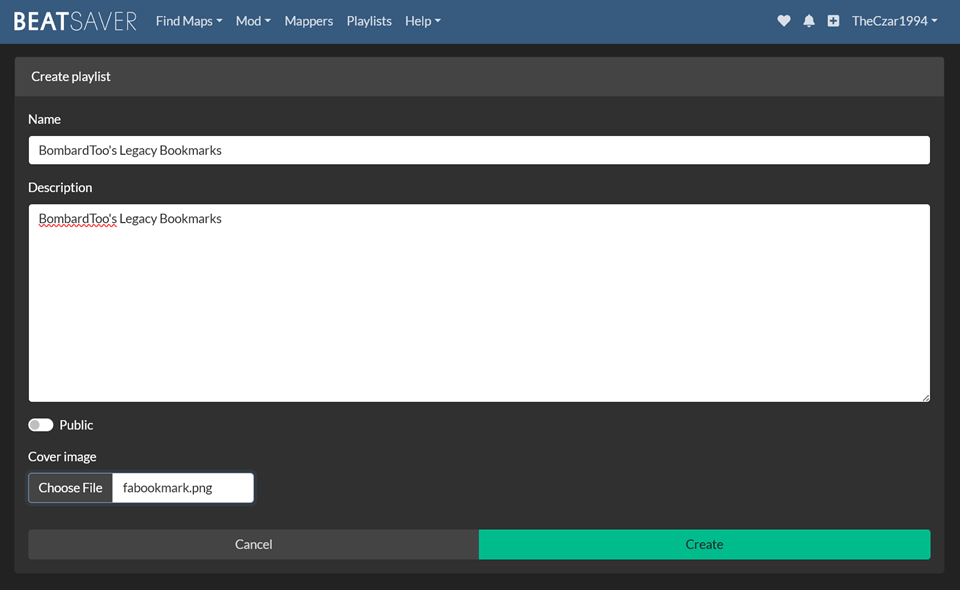 BEATSAVER Find Maps Mod Mappers Playlists Help TheCzar1994
Create playlist
Name
BombardToo's Legacy Bookmarks
Description
BombardToo's Legacy Bookmarks
Public
Cover image
Choose File fabookmark.png
Cancel Create